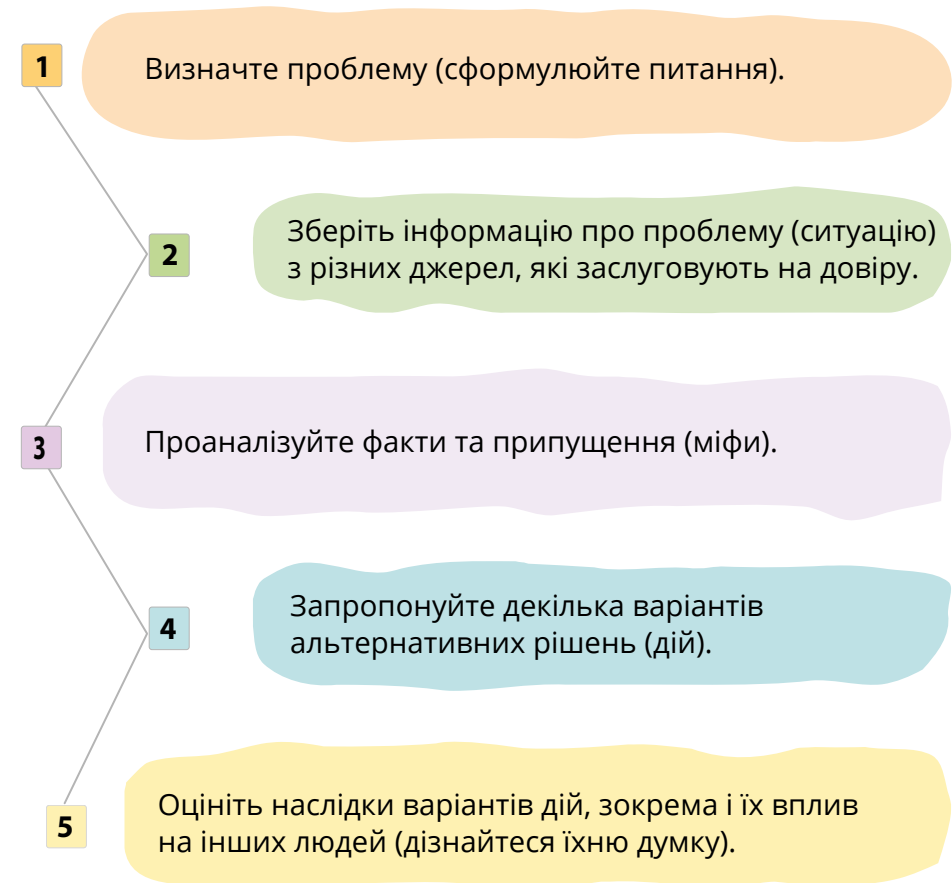 1
Визначте проблему (сформулюйте питання).
2
Зберіть інформацію про проблему (ситуацію)
з різних джерел, які заслуговують на довіру.
3
Проаналізуйте факти та припущення (міфи).
4
Запропонуйте декілька варіантів
альтернативних рішень (дій).
5
Оцініть наслідки варіантів дій, зокрема і їх вплив
на інших людей (дізнайтеся їхню думку).